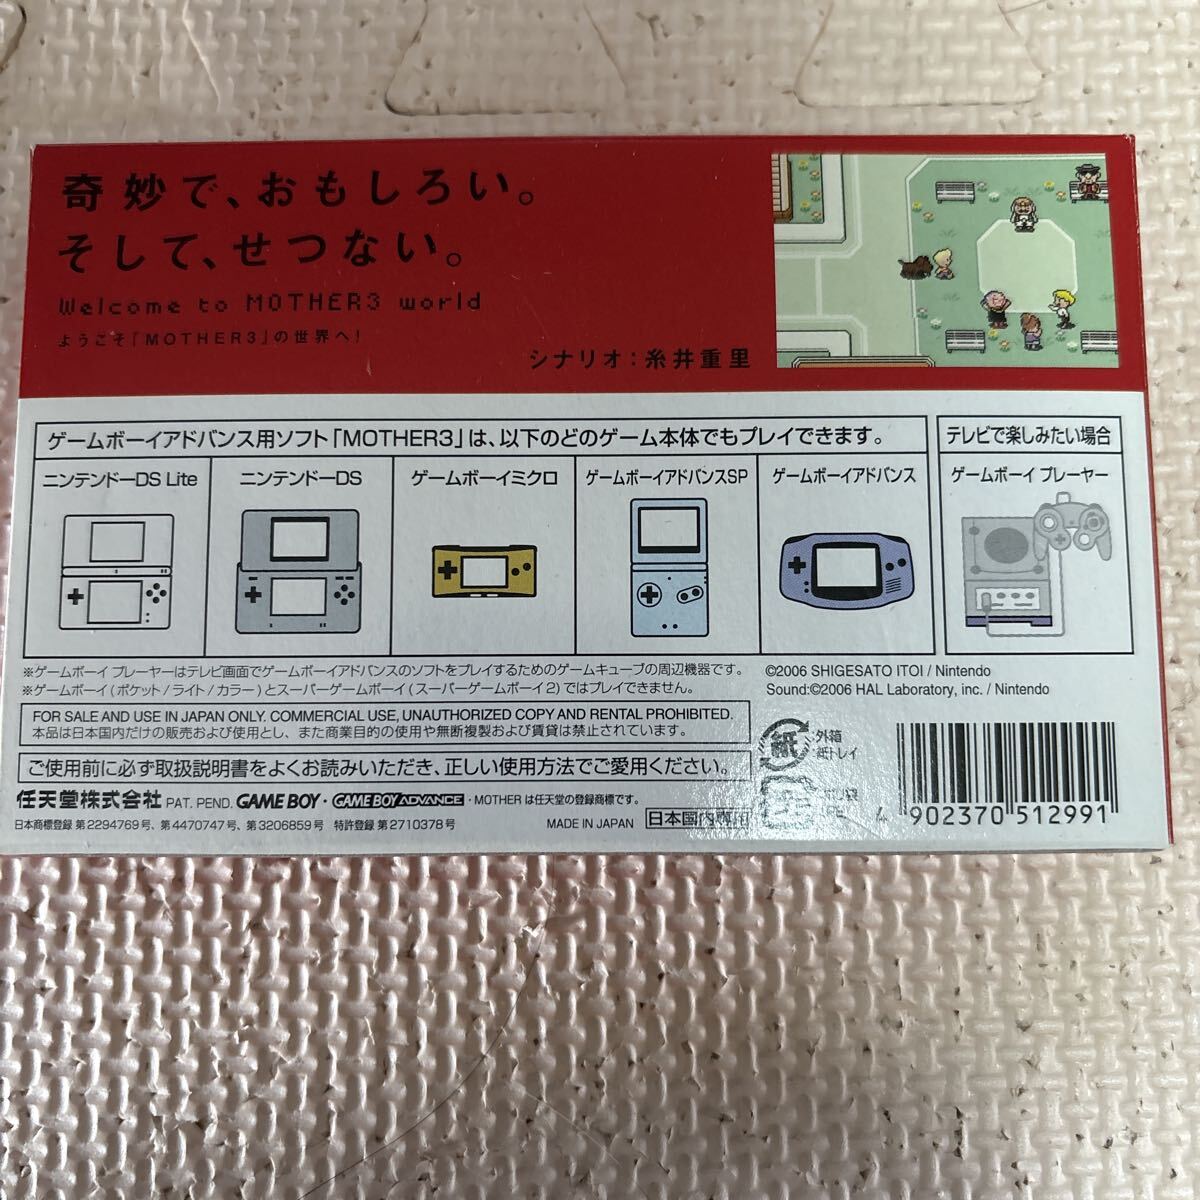 奇妙で、おもしろい。
そして、せつない。
Welcome to MOTHER3 world
ようこそ「MOTHER3」の世界へ!
シナリオ:糸井重里
ゲームボーイアドバンス用ソフト「MOTHER3」は、以下のどのゲーム本体でもプレイできます。
テレビで楽しみたい場合
ニンテンドーDS Lite
ニンテンドーDS
ゲームボーイミクロ
ゲームボーイアドバンスSP
ゲームボーイアドバンス
ゲームボーイ プレーヤー
※ゲームボーイ プレーヤーはテレビ画面でゲームボーイアドバンスのソフトをプレイするためのゲームキューブの周辺機器です。
※ゲームボーイ(ポケット/ライト/カラー)とスーパーゲームボーイ(スーパーゲームボーイ2)ではプレイできません。
©2006 SHIGESATO ITOI / Nintendo
Sound:©2006 HAL Laboratory, inc. / Nintendo
FOR SALE AND USE IN JAPAN ONLY. COMMERCIAL USE, UNAUTHORIZED COPY AND RENTAL PROHIBITED.
本品は日本国内だけの販売および使用とし、また商業目的の使用や無断複製および賃貸は禁止されています。
ご使用前に必ず取扱説明書をよくお読みいただき、正しい使用方法でご愛用ください。
紙
外箱
紙トレイ
任天堂株式会社 PAT. PEND. GAME BOY・GAME BOY ADVANCE・MOTHER は任天堂の登録商標です。
日本商標登録 第2294769号、第4470747号、第3206859号 特許登録 第2710378号
MADE IN JAPAN
日本国内専用
4 902370 512991